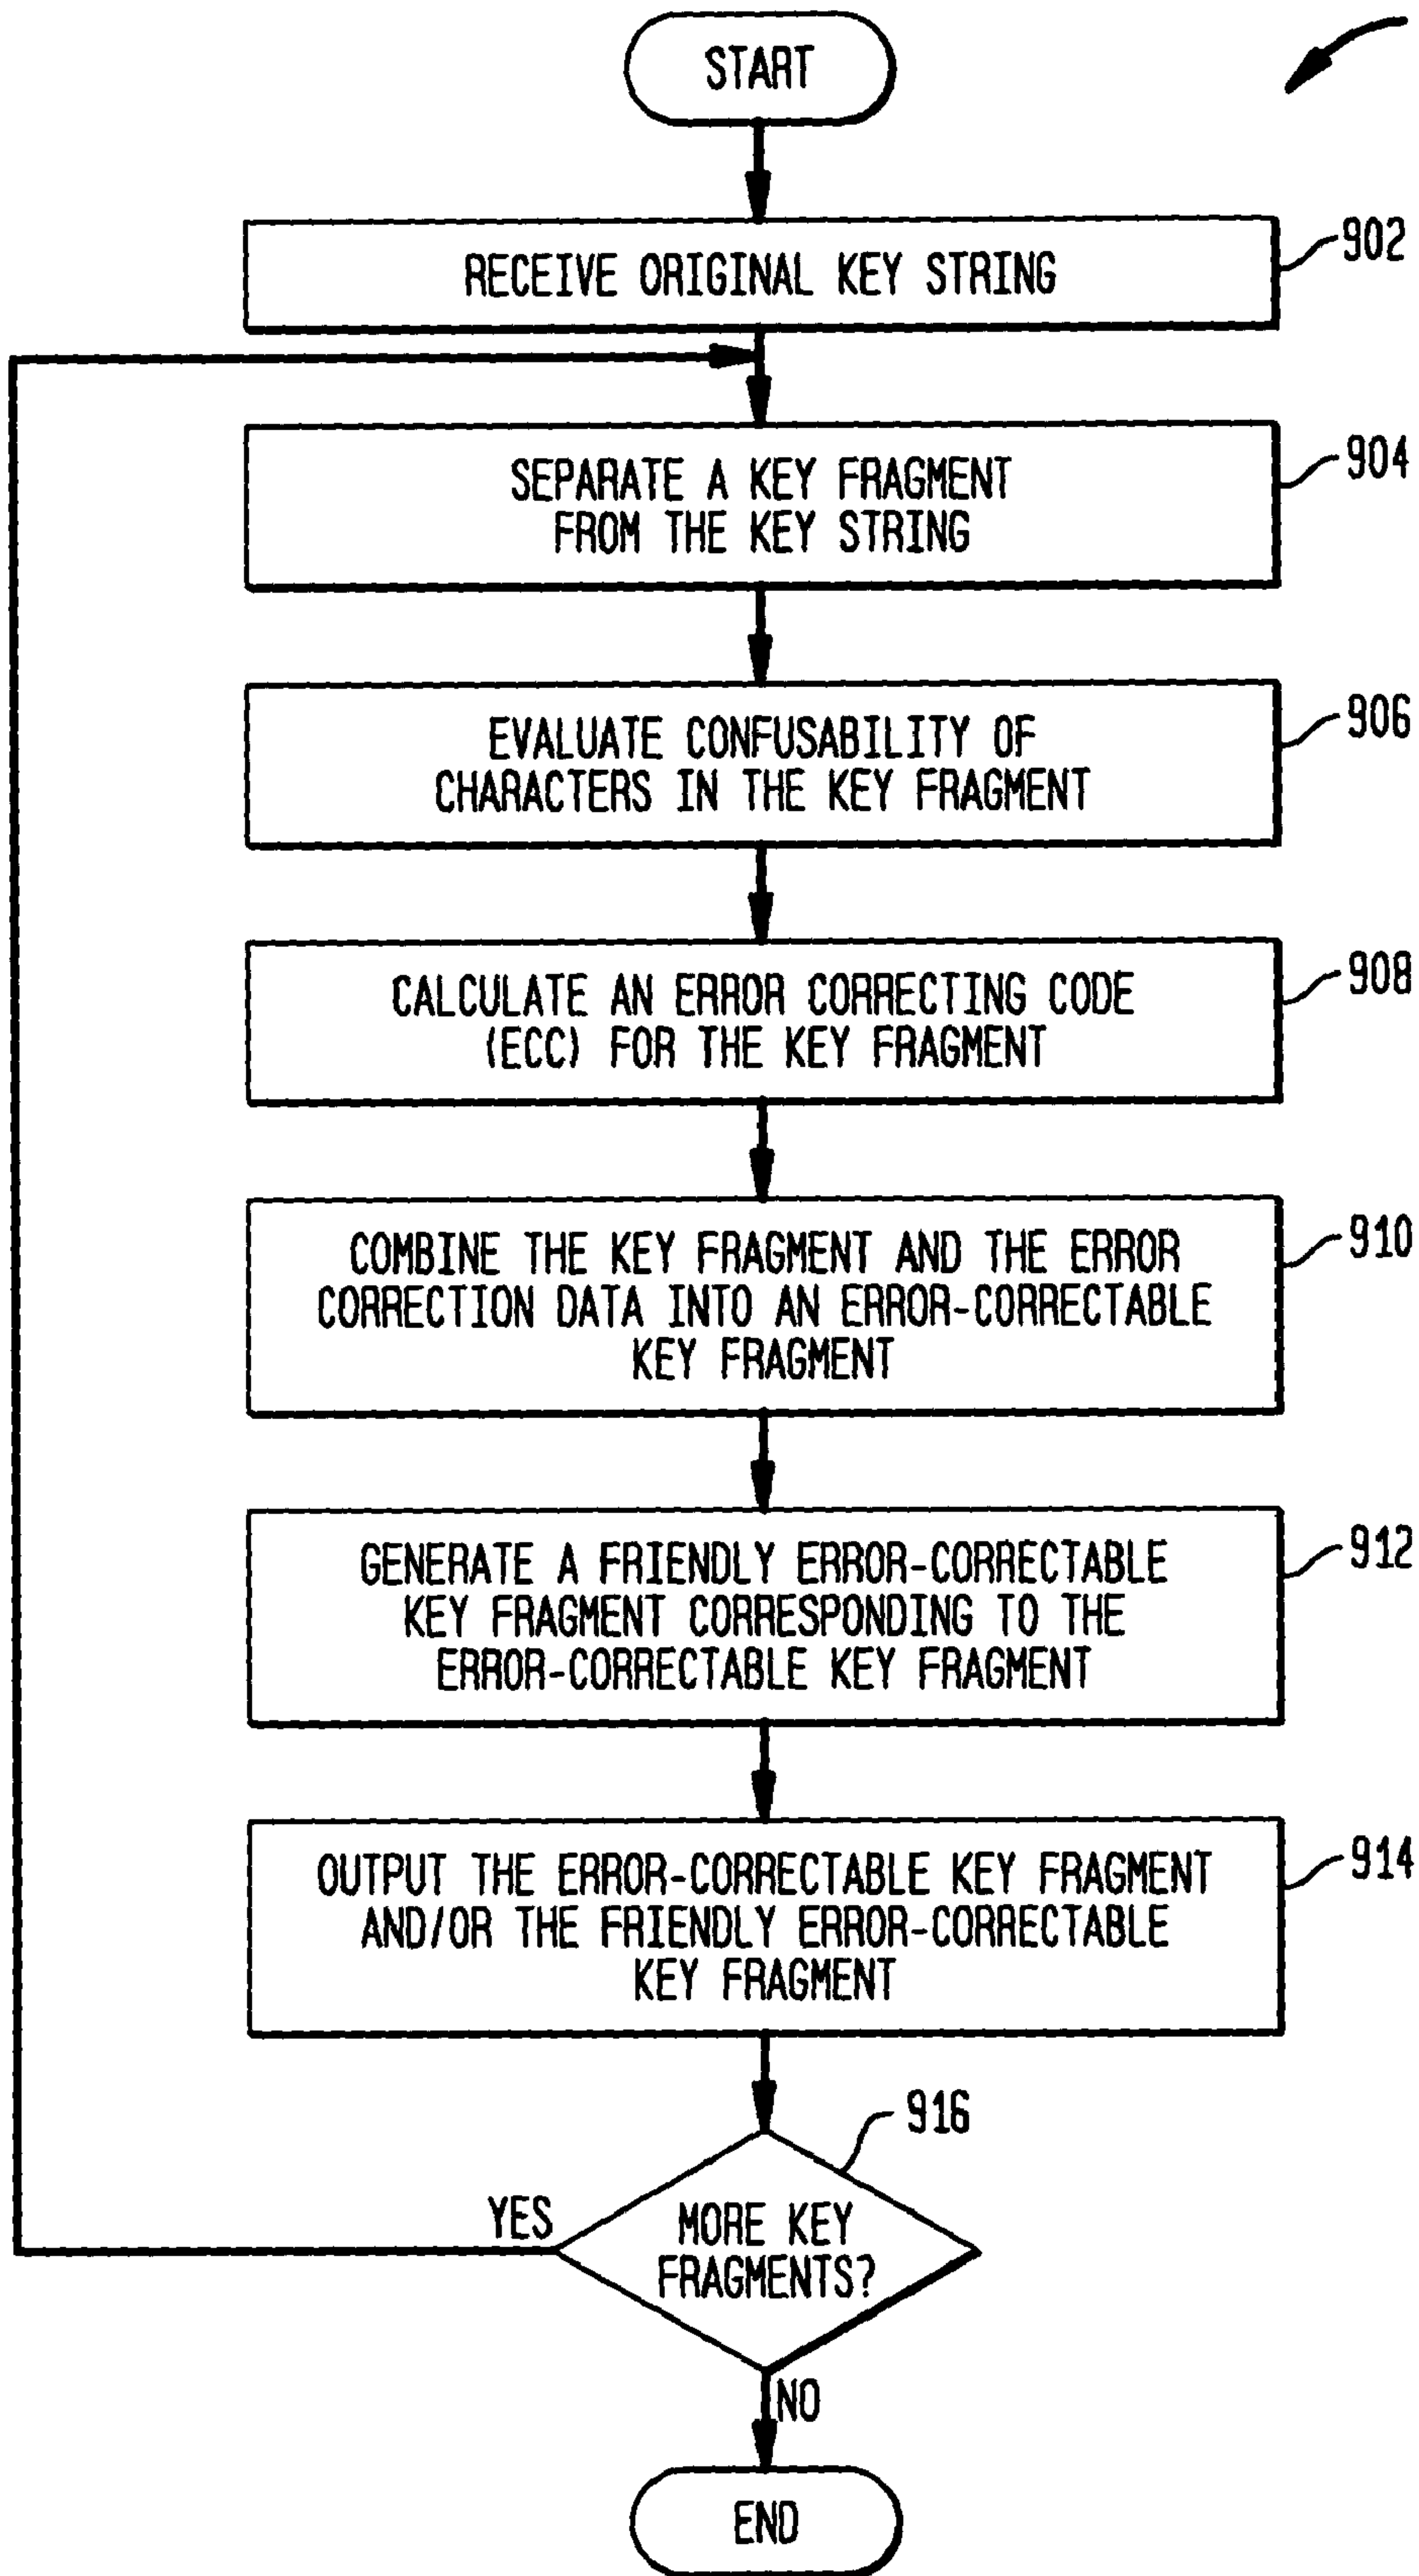 START
RECEIVE ORIGINAL KEY STRING
902
SEPARATE A KEY FRAGMENT
FROM THE KEY STRING
904
EVALUATE CONFUSABILITY OF
CHARACTERS IN THE KEY FRAGMENT
906
CALCULATE AN ERROR CORRECTING CODE
(ECC) FOR THE KEY FRAGMENT
908
COMBINE THE KEY FRAGMENT AND THE ERROR
CORRECTION DATA INTO AN ERROR-CORRECTABLE
KEY FRAGMENT
910
GENERATE A FRIENDLY ERROR-CORRECTABLE
KEY FRAGMENT CORRESPONDING TO THE
ERROR-CORRECTABLE KEY FRAGMENT
912
OUTPUT THE ERROR-CORRECTABLE KEY FRAGMENT
AND/OR THE FRIENDLY ERROR-CORRECTABLE
KEY FRAGMENT
914
916
YES
MORE KEY
FRAGMENTS?
NO
END